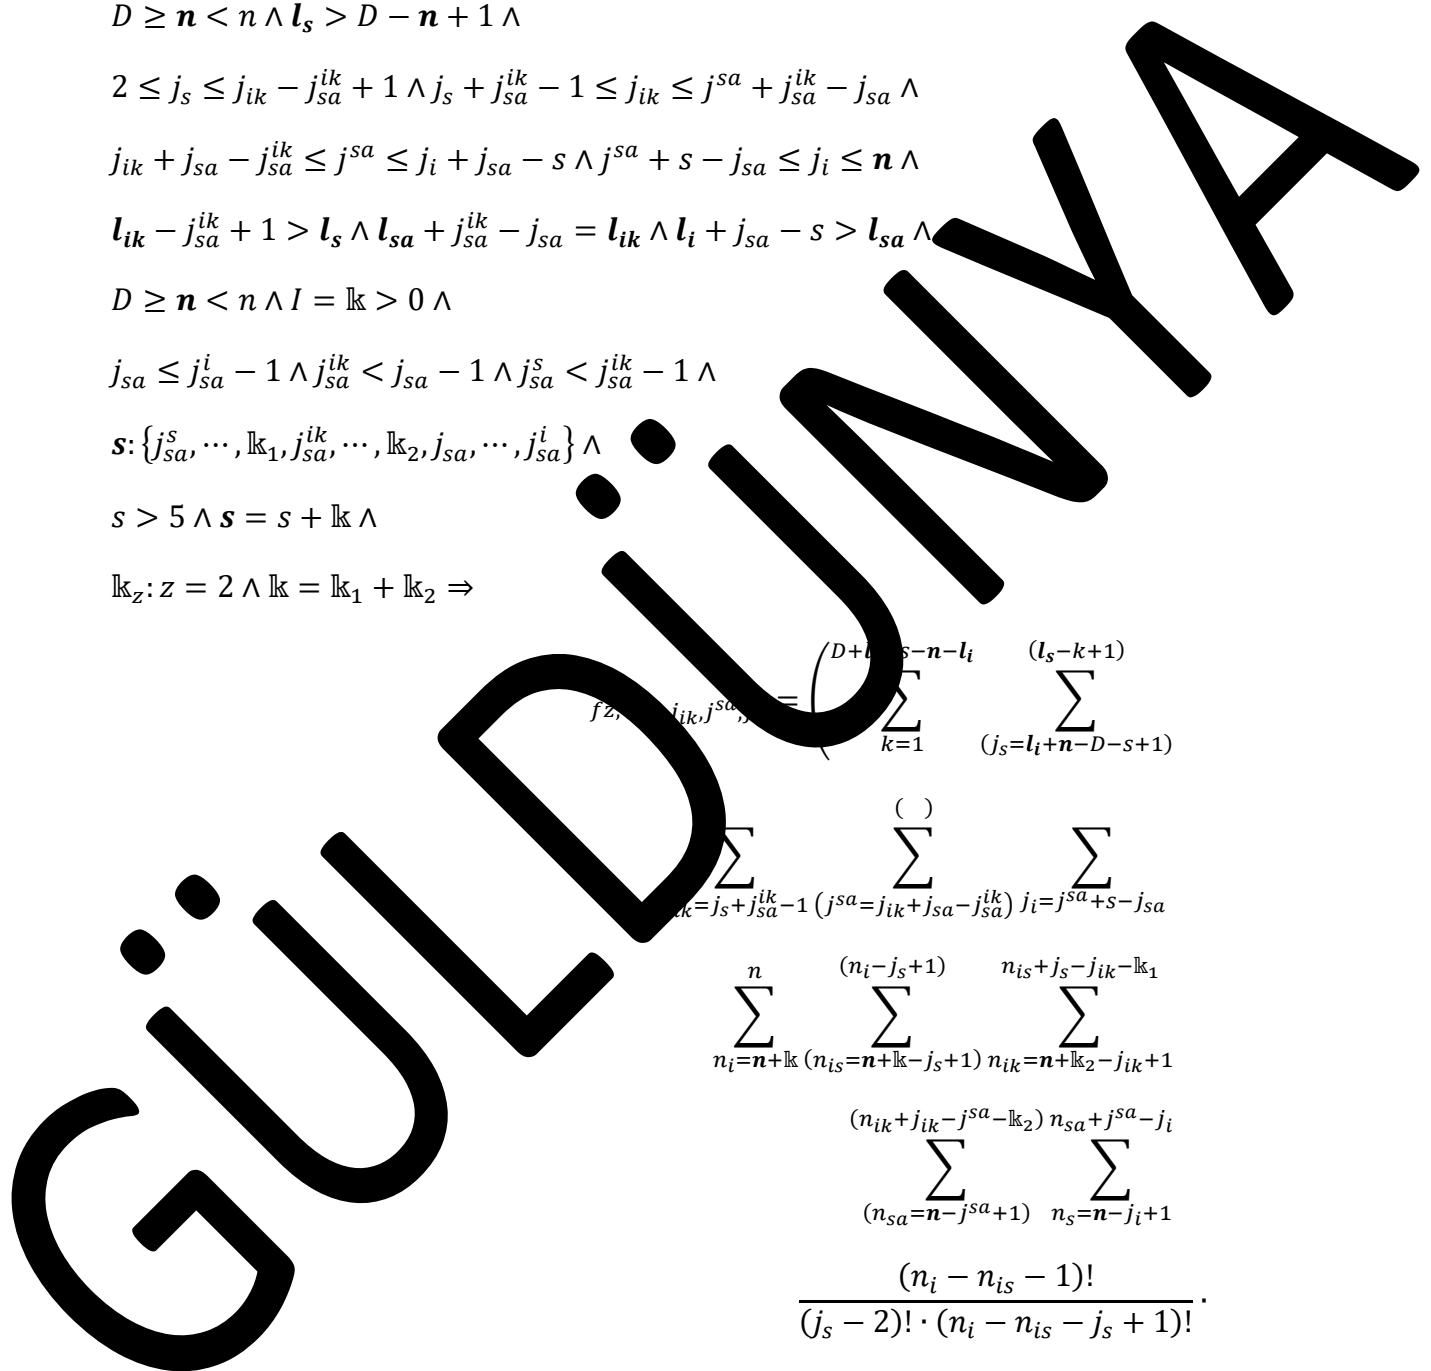 D ≥ 𝒏 < n ∧ 𝒍ₛ > D − 𝒏 + 1 ∧
2 ≤ j_s ≤ j_{ik} − j_{sa}^{ik} + 1 ∧ j_s + j_{sa}^{ik} − 1 ≤ j_{ik} ≤ j^{sa} + j_{sa}^{ik} − j_{sa} ∧
j_{ik} + j_{sa} − j_{sa}^{ik} ≤ j^{sa} ≤ j_i + j_{sa} − s ∧ j^{sa} + s − j_{sa} ≤ j_i ≤ 𝒏 ∧
𝒍_{ik} − j_{sa}^{ik} + 1 > 𝒍_s ∧ 𝒍_{sa} + j_{sa}^{ik} − j_{sa} = 𝒍_{ik} ∧ 𝒍_i + j_{sa} − s > 𝒍_{sa} ∧
D ≥ 𝒏 < n ∧ I = 𝕜 > 0 ∧
j_{sa} ≤ j_{sa}^{i} − 1 ∧ j_{sa}^{ik} < j_{sa} − 1 ∧ j_{sa}^{s} < j_{sa}^{ik} − 1 ∧
𝒔: {j_{sa}^{s}, ⋯, 𝕜₁, j_{sa}^{ik}, ⋯, 𝕜₂, j_{sa}, ⋯, j_{sa}^{i}} ∧
s > 5 ∧ 𝒔 = s + 𝕜 ∧
𝕜_z: z = 2 ∧ 𝕜 = 𝕜₁ + 𝕜₂ ⇒
= ( ∑_{k=1} ∑_{(j_s=𝒍_i+𝒏−D−s+1)}^{(𝒍_s−k+1)}
∑ ∑_{(j^{sa}=j_{ik}+j_{sa}−j_{sa}^{ik})}^{( )} ∑_{j_i=j^{sa}+s−j_{sa}}
∑_{n_i=𝒏+𝕜}^{n} ∑_{(n_{is}=𝒏+𝕜−j_s+1)}^{(n_i−j_s+1)} ∑_{n_{ik}=𝒏+𝕜₂−j_{ik}+1}^{n_{is}+j_s−j_{ik}−𝕜₁}
∑_{(n_{sa}=𝒏−j^{sa}+1)}^{(n_{ik}+j_{ik}−j^{sa}−𝕜₂)} ∑_{n_s=𝒏−j_i+1}^{n_{sa}+j^{sa}−j_i}
(n_i − n_{is} − 1)!
(j_s − 2)! · (n_i − n_{is} − j_s + 1)! ·
GÜLDÜNYA